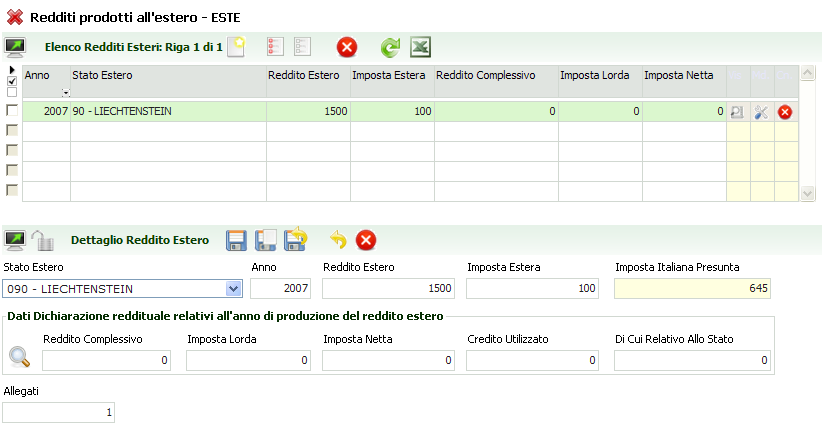 Redditi prodotti all'estero - ESTE
Elenco Redditi Esteri: Riga 1 di 1
Anno Stato Estero Reddito Estero Imposta Estera Reddito Complessivo Imposta Lorda Imposta Netta
2007 90 - LIECHTENSTEIN 1500 100 0 0 0
Dettaglio Reddito Estero
Stato Estero Anno Reddito Estero Imposta Estera Imposta Italiana Presunta
090 - LIECHTENSTEIN 2007 1500 100 645
Dati Dichiarazione reddituale relativi all'anno di produzione del reddito estero
Reddito Complessivo Imposta Lorda Imposta Netta Credito Utilizzato Di Cui Relativo Allo Stato
0 0 0 0 0
Allegati
1